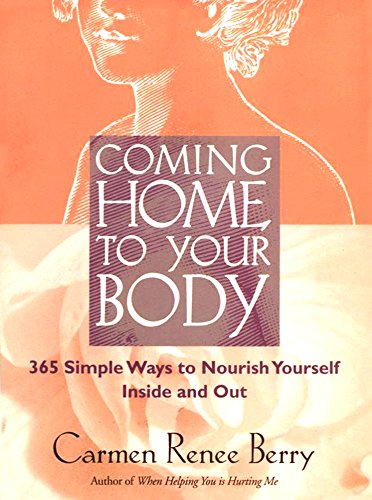 COMING
HOME
TO YOUR
BODY
365 Simple Ways to Nourish Yourself
Inside and Out
Carmen Renee Berry
Author of When Helping You is Hurting Me